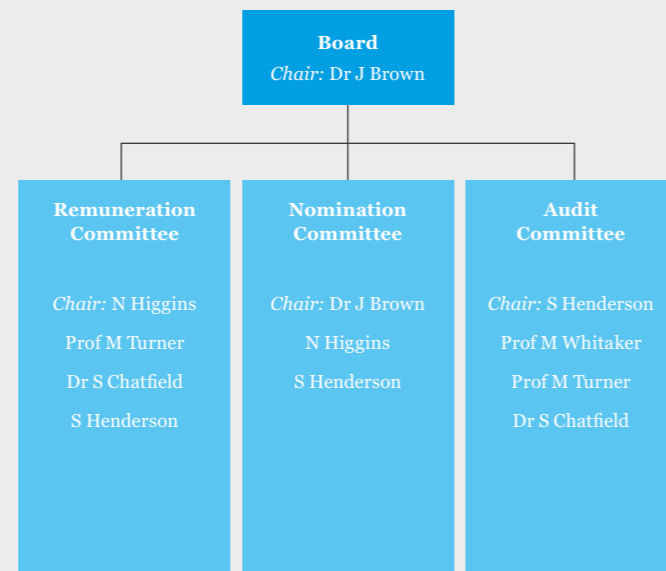 Board
Chair: Dr J Brown
Remuneration
Committee
Chair: N Higgins
Prof M Turner
Dr S Chatfield
S Henderson
Nomination
Committee
Chair: Dr J Brown
N Higgins
S Henderson
Audit
Committee
Chair: S Henderson
Prof M Whitaker
Prof M Turner
Dr S Chatfield